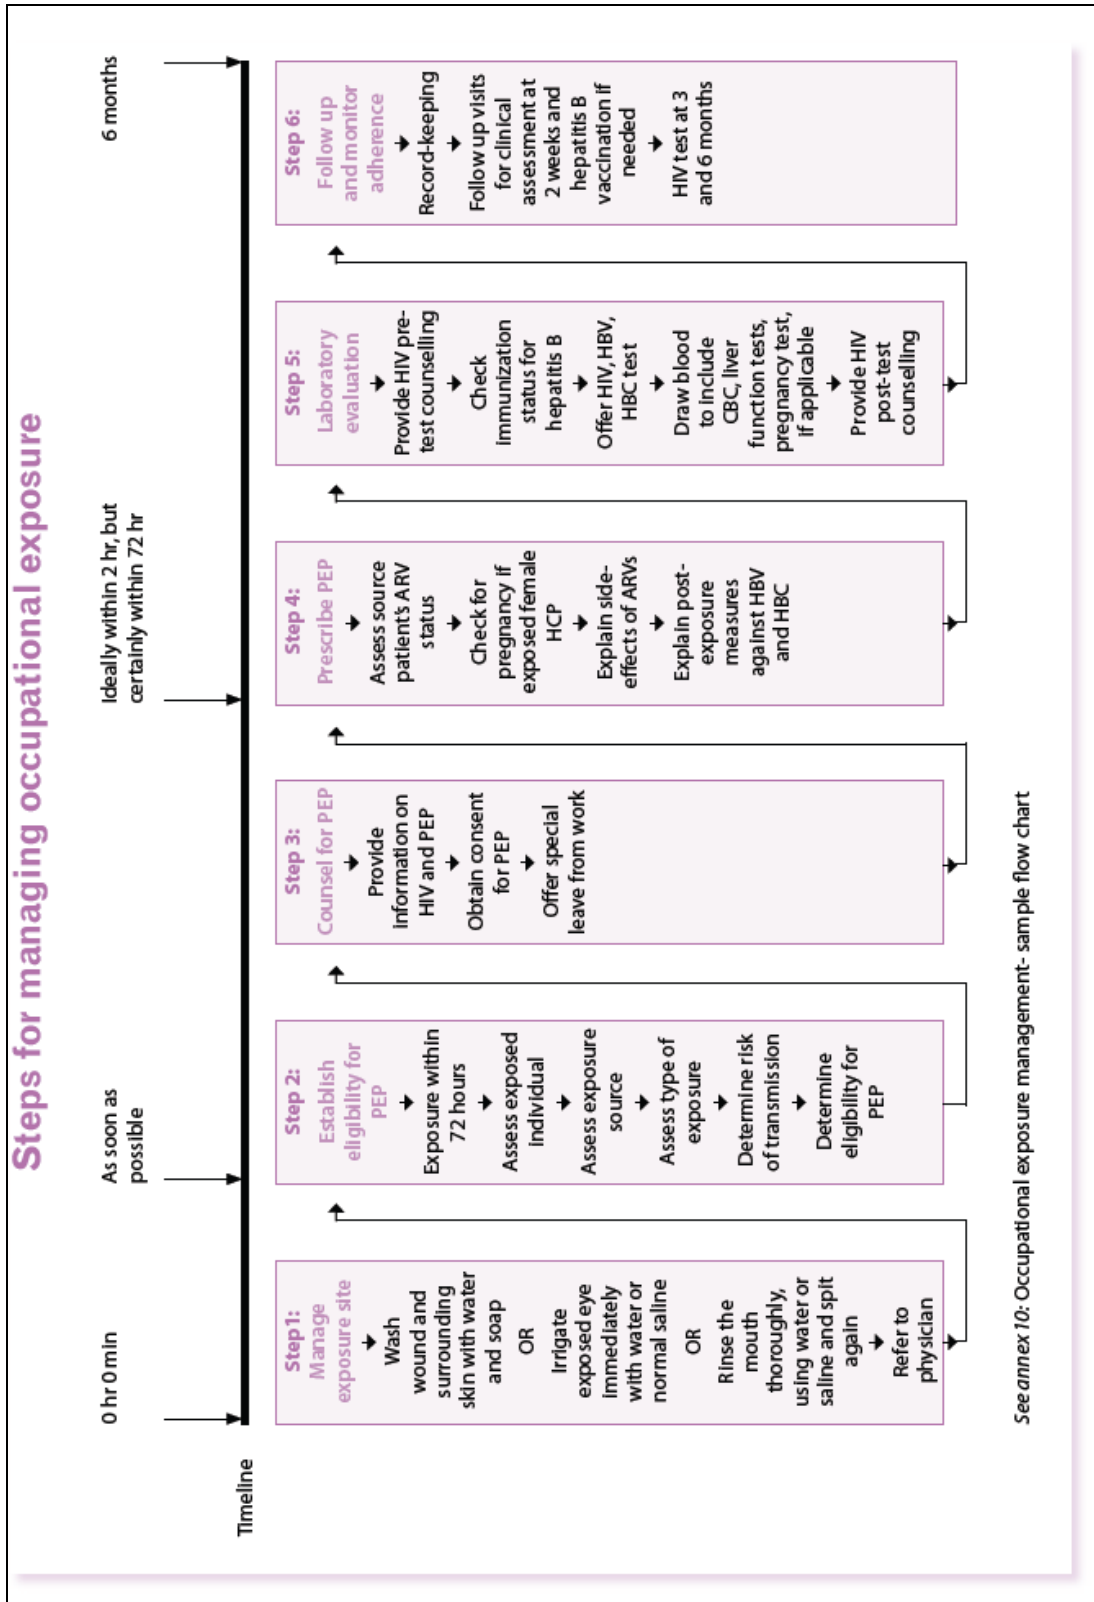 Steps for managing occupational exposure
0 hr 0 min
As soon as
possible
Ideally within 2 hr, but
certainly within 72 hr
6 months
Timeline
Step1:
Manage
exposure site
Wash
wound and
surrounding
skin with water
and soap
OR
Irrigate
exposed eye
immediately
with water or
normal saline
OR
Rinse the
mouth
thoroughly,
using water or
saline and spit
again
Refer to
physician
Step 2:
Establish
eligibility for
PEP
Exposure within
72 hours
Assess exposed
individual
Assess exposure
source
Assess type of
exposure
Determine risk
of transmission
Determine
eligibility for
PEP
Step 3:
Counsel for PEP
Provide
information on
HIV and PEP
Obtain consent
for PEP
Offer special
leave from work
Step 4:
Prescribe PEP
Assess source
patient's ARV
status
Check for
pregnancy if
exposed female
HCP
Explain side-
effects of ARVs
Explain post-
exposure
measures
against HBV
and HBC
Step 5:
Laboratory
evaluation
Provide HIV pre-
test counselling
Check
immunization
status for
hepatitis B
Offer HIV, HBV,
HBC test
Draw blood
to include
CBC, liver
function tests,
pregnancy test,
if applicable
Provide HIV
post-test
counselling
Step 6:
Follow up
and monitor
adherence
Record-keeping
Follow up visits
for clinical
assessment at
2 weeks and
hepatitis B
vaccination if
needed
HIV test at 3
and 6 months
See annex 10: Occupational exposure management- sample flow chart